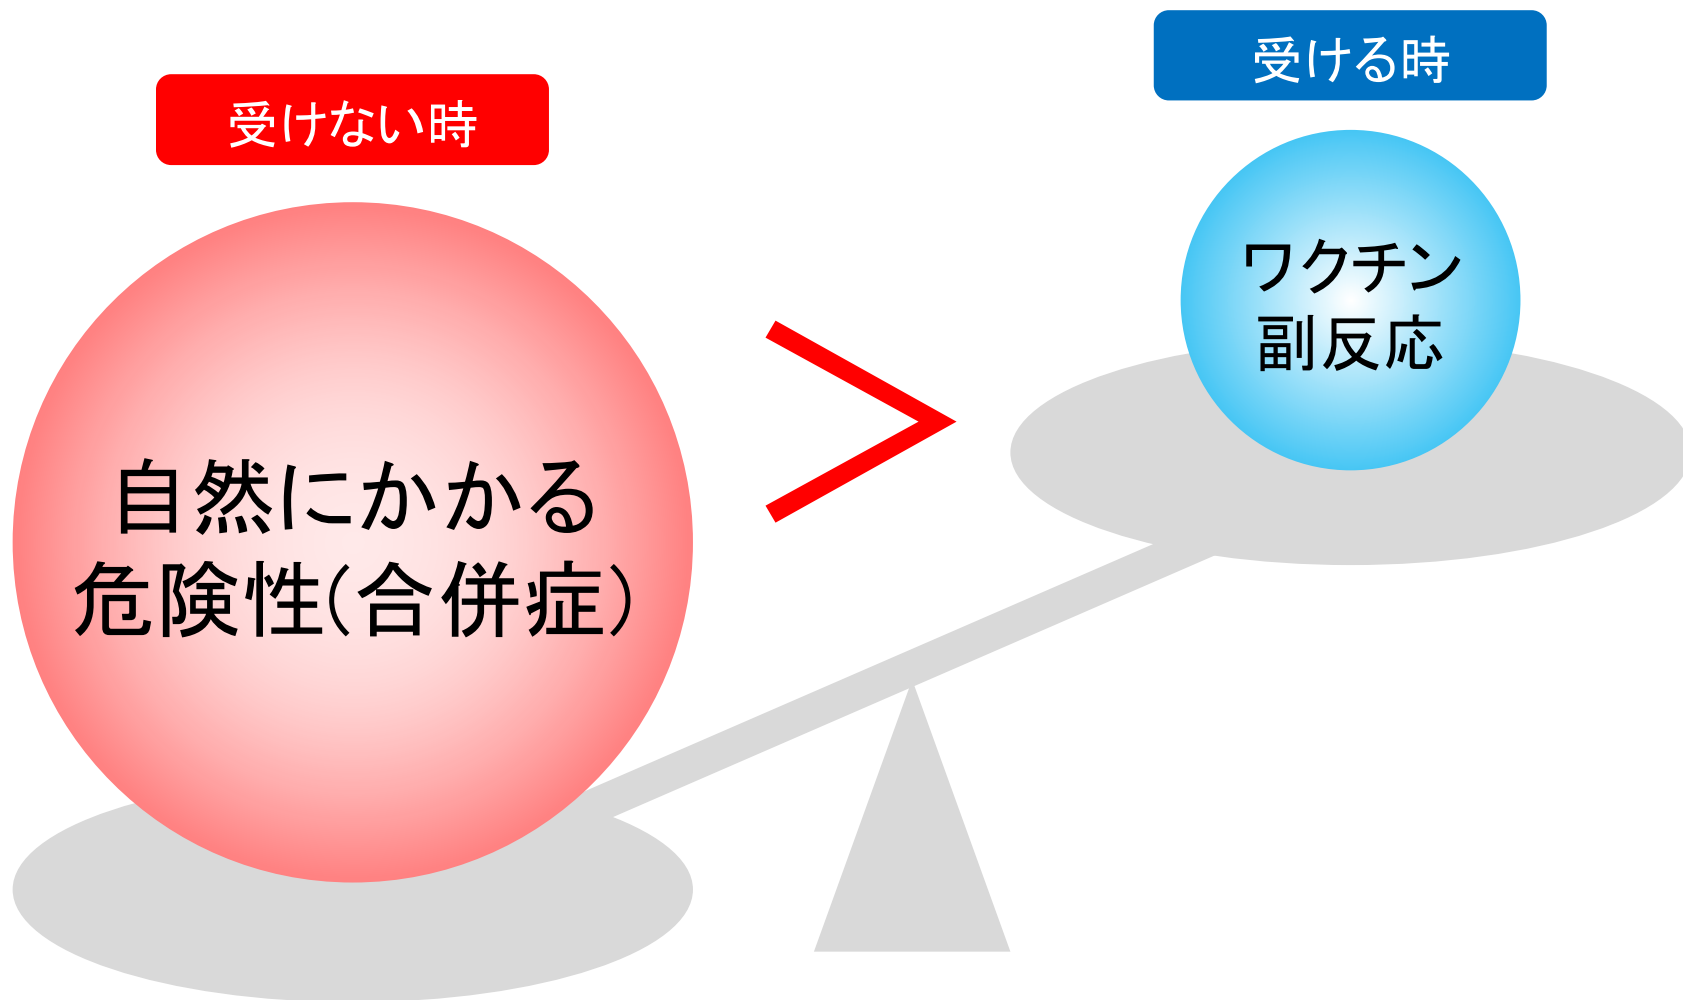 受けない時
自然にかかる
危険性(合併症)
>
受ける時
ワクチン
副反応